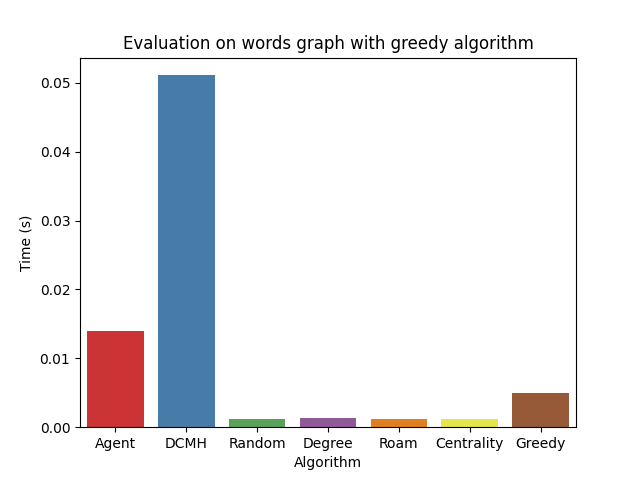 Evaluation on words graph with greedy algorithm
0.05
0.04
0.03
0.02
0.01
0.00
Time (s)
Agent DCMH Random Degree Roam Centrality Greedy
Algorithm